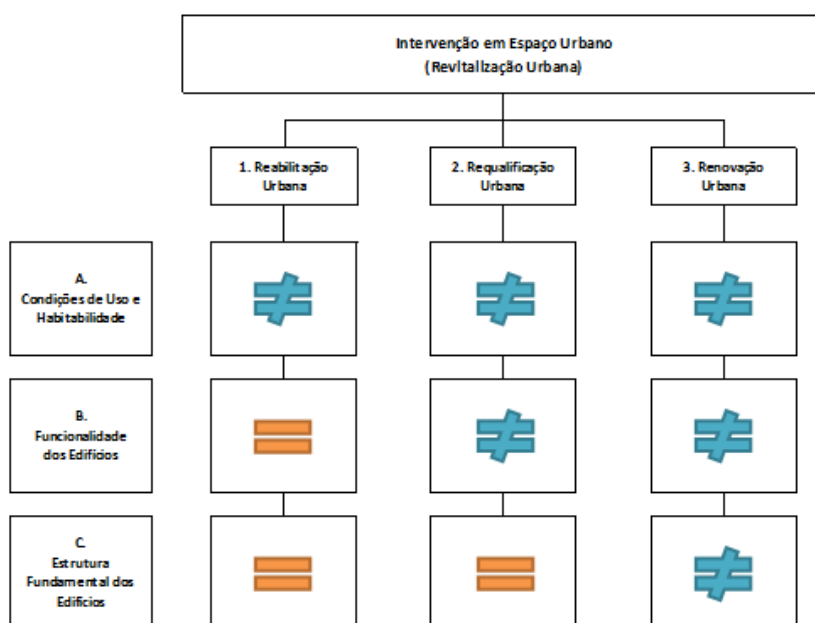 Intervenção em Espaço Urbano
(Revitalização Urbana)
1. Reabilitação
Urbana
2. Requalificação
Urbana
3. Renovação
Urbana
A.
Condições de Uso e
Habitabilidade
B.
Funcionalidade
dos Edifícios
C.
Estrutura
Fundamental dos
Edifícios